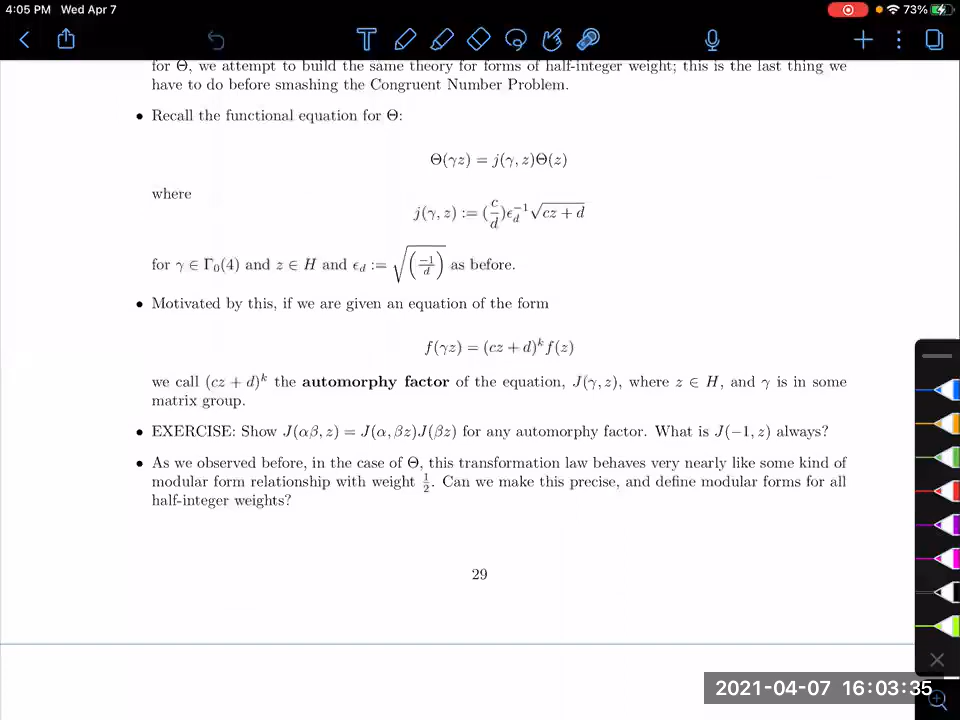 4:05 PM Wed Apr 7
73%
for Θ, we attempt to build the same theory for forms of half-integer weight; this is the last thing we
have to do before smashing the Congruent Number Problem.
• Recall the functional equation for Θ:
Θ(γz) = j(γ, z)Θ(z)
where
j(γ, z) := (c/d)ϵ_d^{-1}√(cz + d)
for γ ∈ Γ₀(4) and z ∈ H and ϵ_d := √((-1/d)) as before.
• Motivated by this, if we are given an equation of the form
f(γz) = (cz + d)^k f(z)
we call (cz + d)^k the automorphy factor of the equation, J(γ, z), where z ∈ H, and γ is in some
matrix group.
• EXERCISE: Show J(αβ, z) = J(α, βz)J(βz) for any automorphy factor. What is J(−1, z) always?
• As we observed before, in the case of Θ, this transformation law behaves very nearly like some kind of
modular form relationship with weight 1/2. Can we make this precise, and define modular forms for all
half-integer weights?
29
2021-04-07 16:03:35